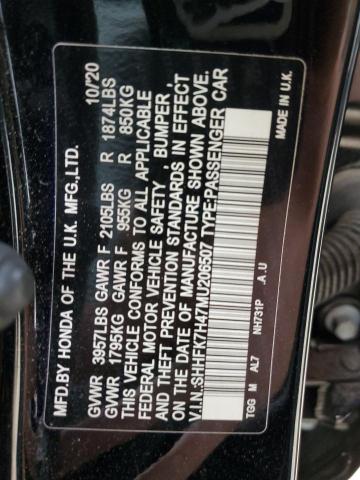 MFD.BY HONDA OF THE U.K. MFG.,LTD. 10/20
GVWR 3957LBS GAWR F 2105LBS R 1874LBS
GVWR 1795KG GAWR F 955KG R 850KG
THIS VEHICLE CONFORMS TO ALL APPLICABLE
FEDERAL MOTOR VEHICLE SAFETY , BUMPER ,
AND THEFT PREVENTION STANDARDS IN EFFECT
ON THE DATE OF MANUFACTURE SHOWN ABOVE.
V.I.N.:SHHFK7H47MU206507 TYPE:PASSENGER CAR
TGG M AL7 NH731P .A.U MADE IN U.K.